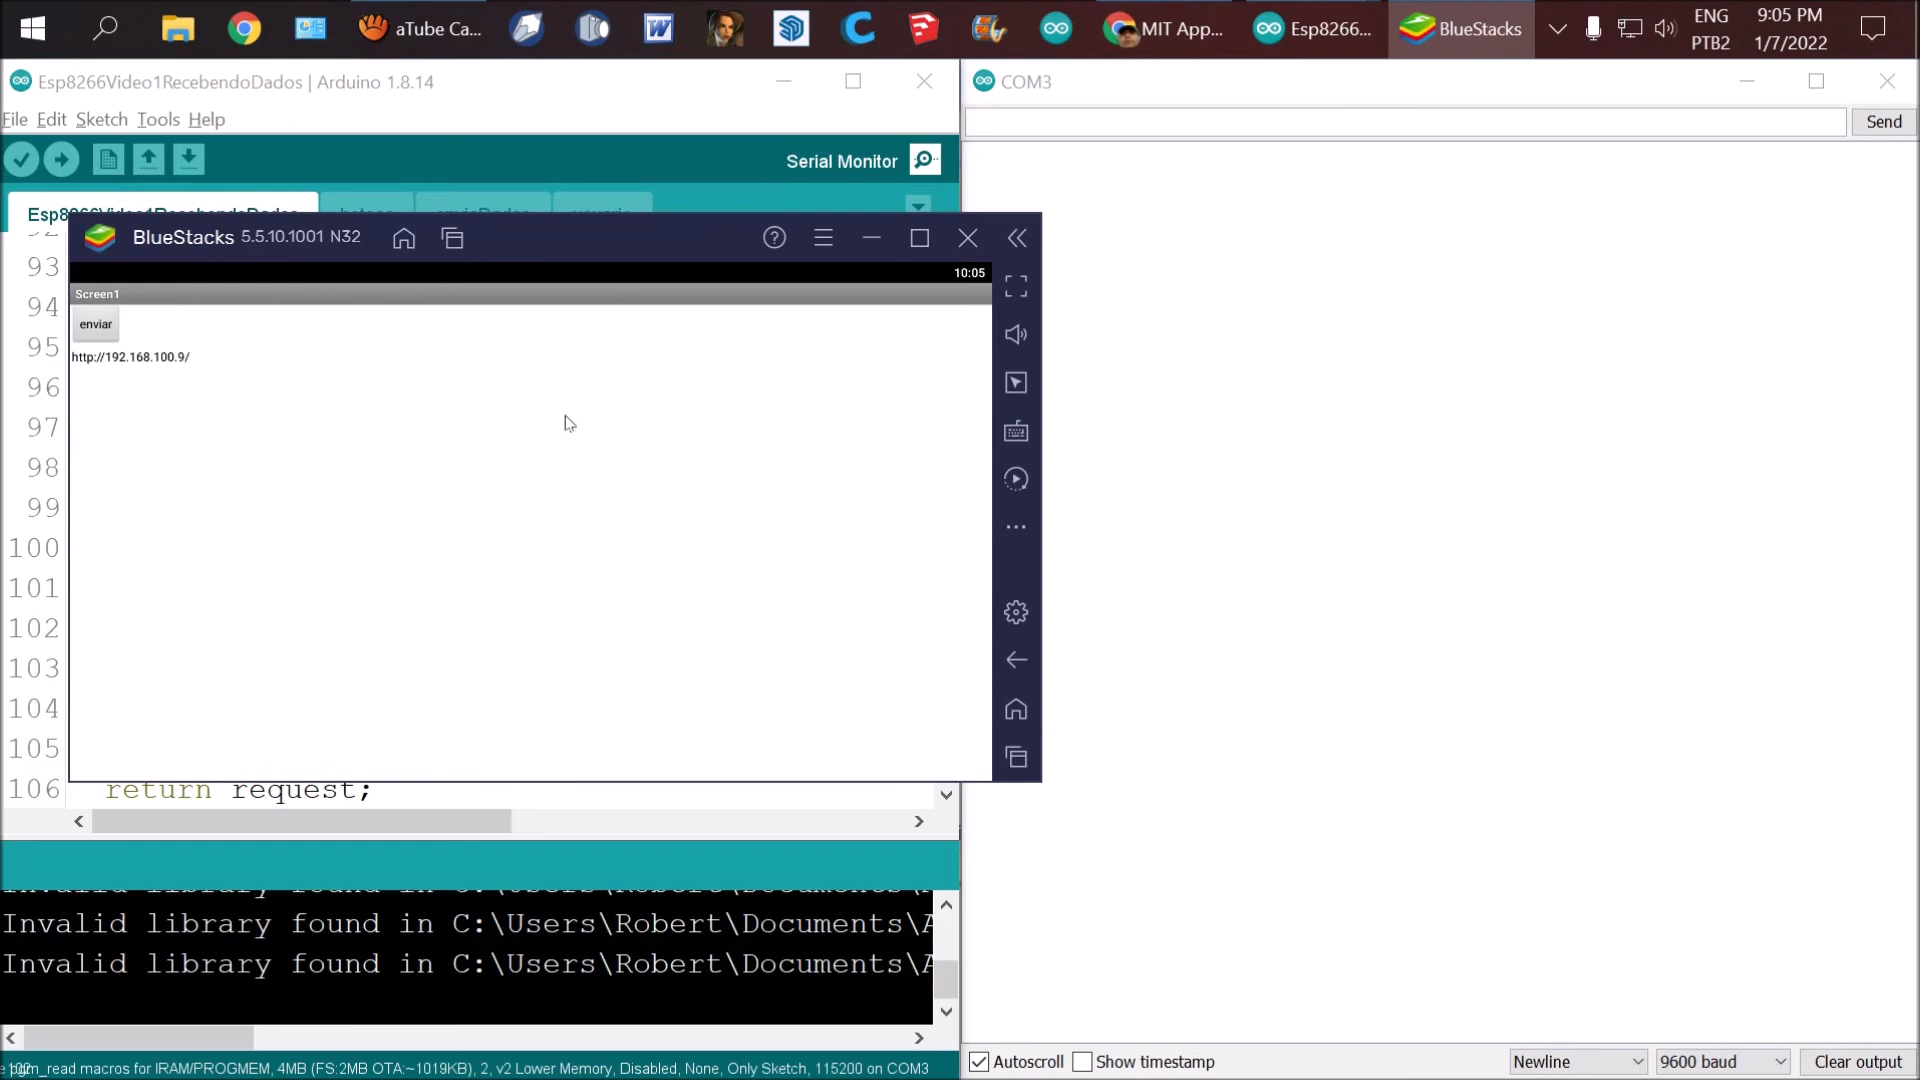 aTube Ca...
MIT App...
Esp8266...
BlueStacks
ENG
PTB2
9:05 PM
1/7/2022
Esp8266Video1RecebendoDados | Arduino 1.8.14
File Edit Sketch Tools Help
Serial Monitor
COM3
Send
BlueStacks 5.5.10.1001 N32
10:05
Screen1
enviar
http://192.168.100.9/
93
94
95
96
97
98
99
100
101
102
103
104
105
106 return request;
Invalid library found in C:\Users\Robert\Documents\A
Invalid library found in C:\Users\Robert\Documents\A
pgm_read macros for IRAM/PROGMEM, 4MB (FS:2MB OTA:~1019KB), 2, v2 Lower Memory, Disabled, None, Only Sketch, 115200 on COM3
Autoscroll
Show timestamp
Newline
9600 baud
Clear output